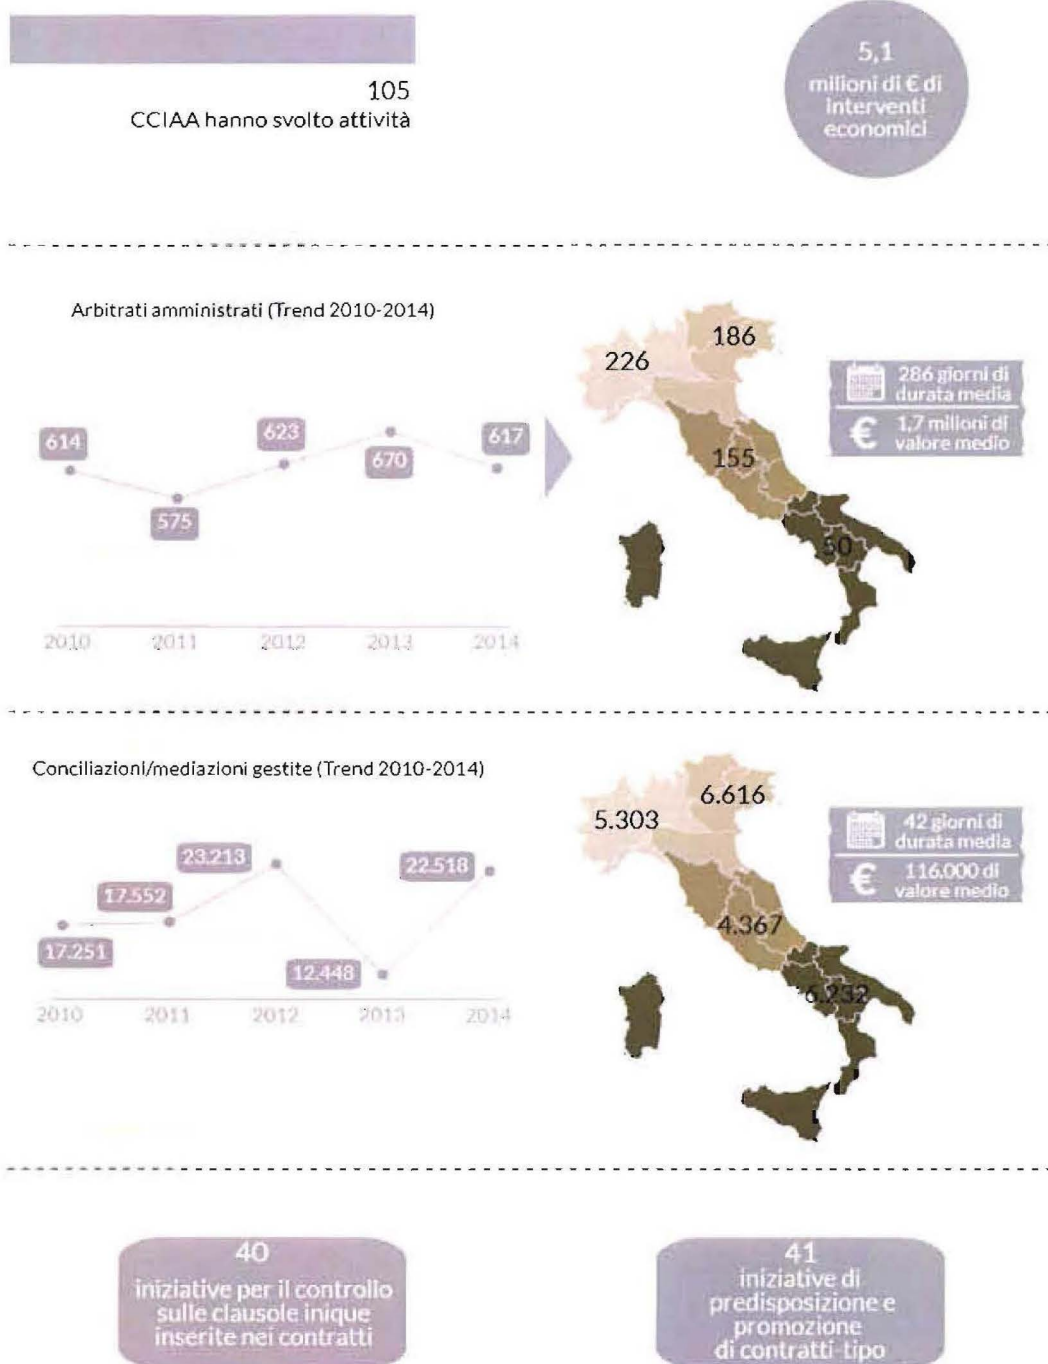 105
CCIAA hanno svolto attività
5,1
milioni di € di
interventi
economici
Arbitrati amministrati (Trend 2010-2014)
614
575
623
670
617
2010
2011
2012
2013
2014
226
186
155
50
286 giorni di
durata media
€
1,7 milioni di
valore medio
Conciliazioni/mediazioni gestite (Trend 2010-2014)
17.251
17.552
23.213
12.448
22.518
2010
2011
2012
2013
2014
5.303
6.616
4.367
6.232
42 giorni di
durata media
€
116.000 di
valore medio
40
iniziative per il controllo
sulle clausole inique
inserite nei contratti
41
iniziative di
predisposizione e
promozione
di contratti-tipo